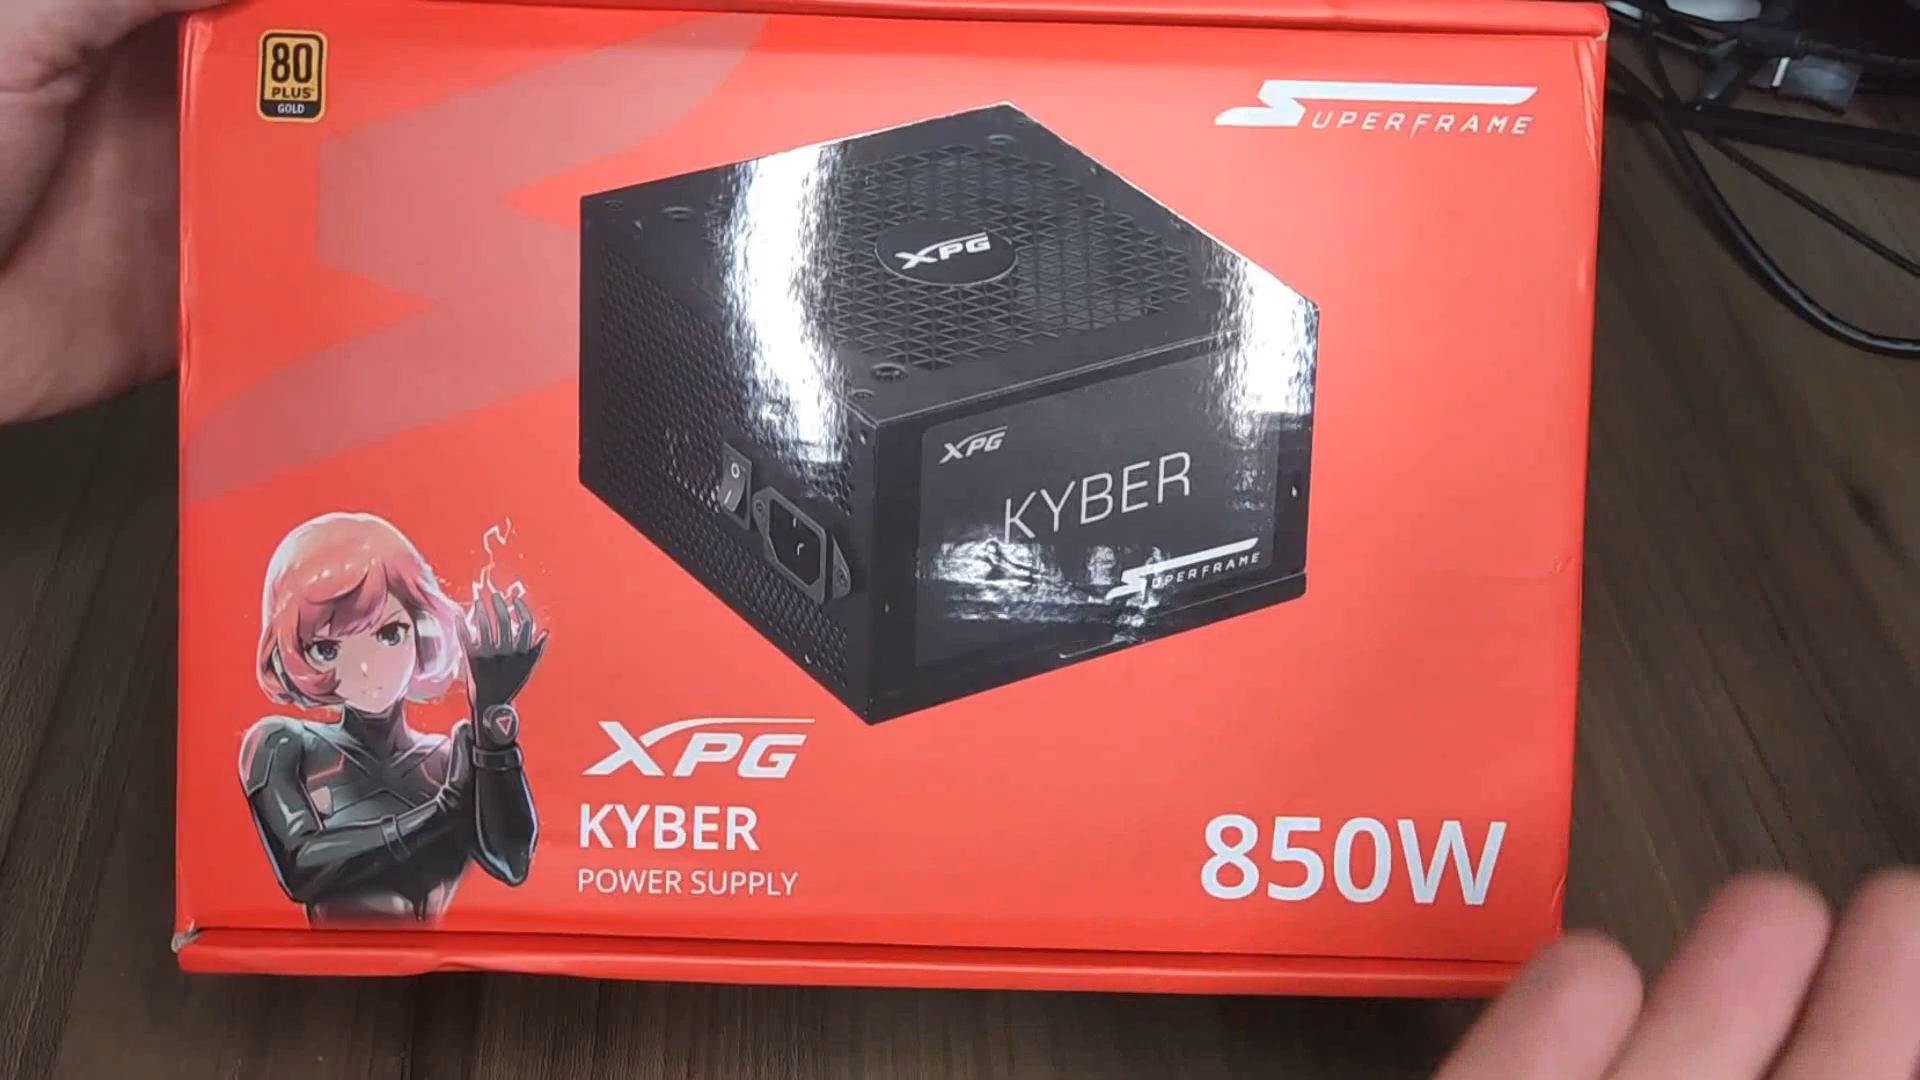 80
PLUS
GOLD
SUPERFRAME
XPG
XPG
KYBER
SUPERFRAME
XPG
KYBER
POWER SUPPLY
850W